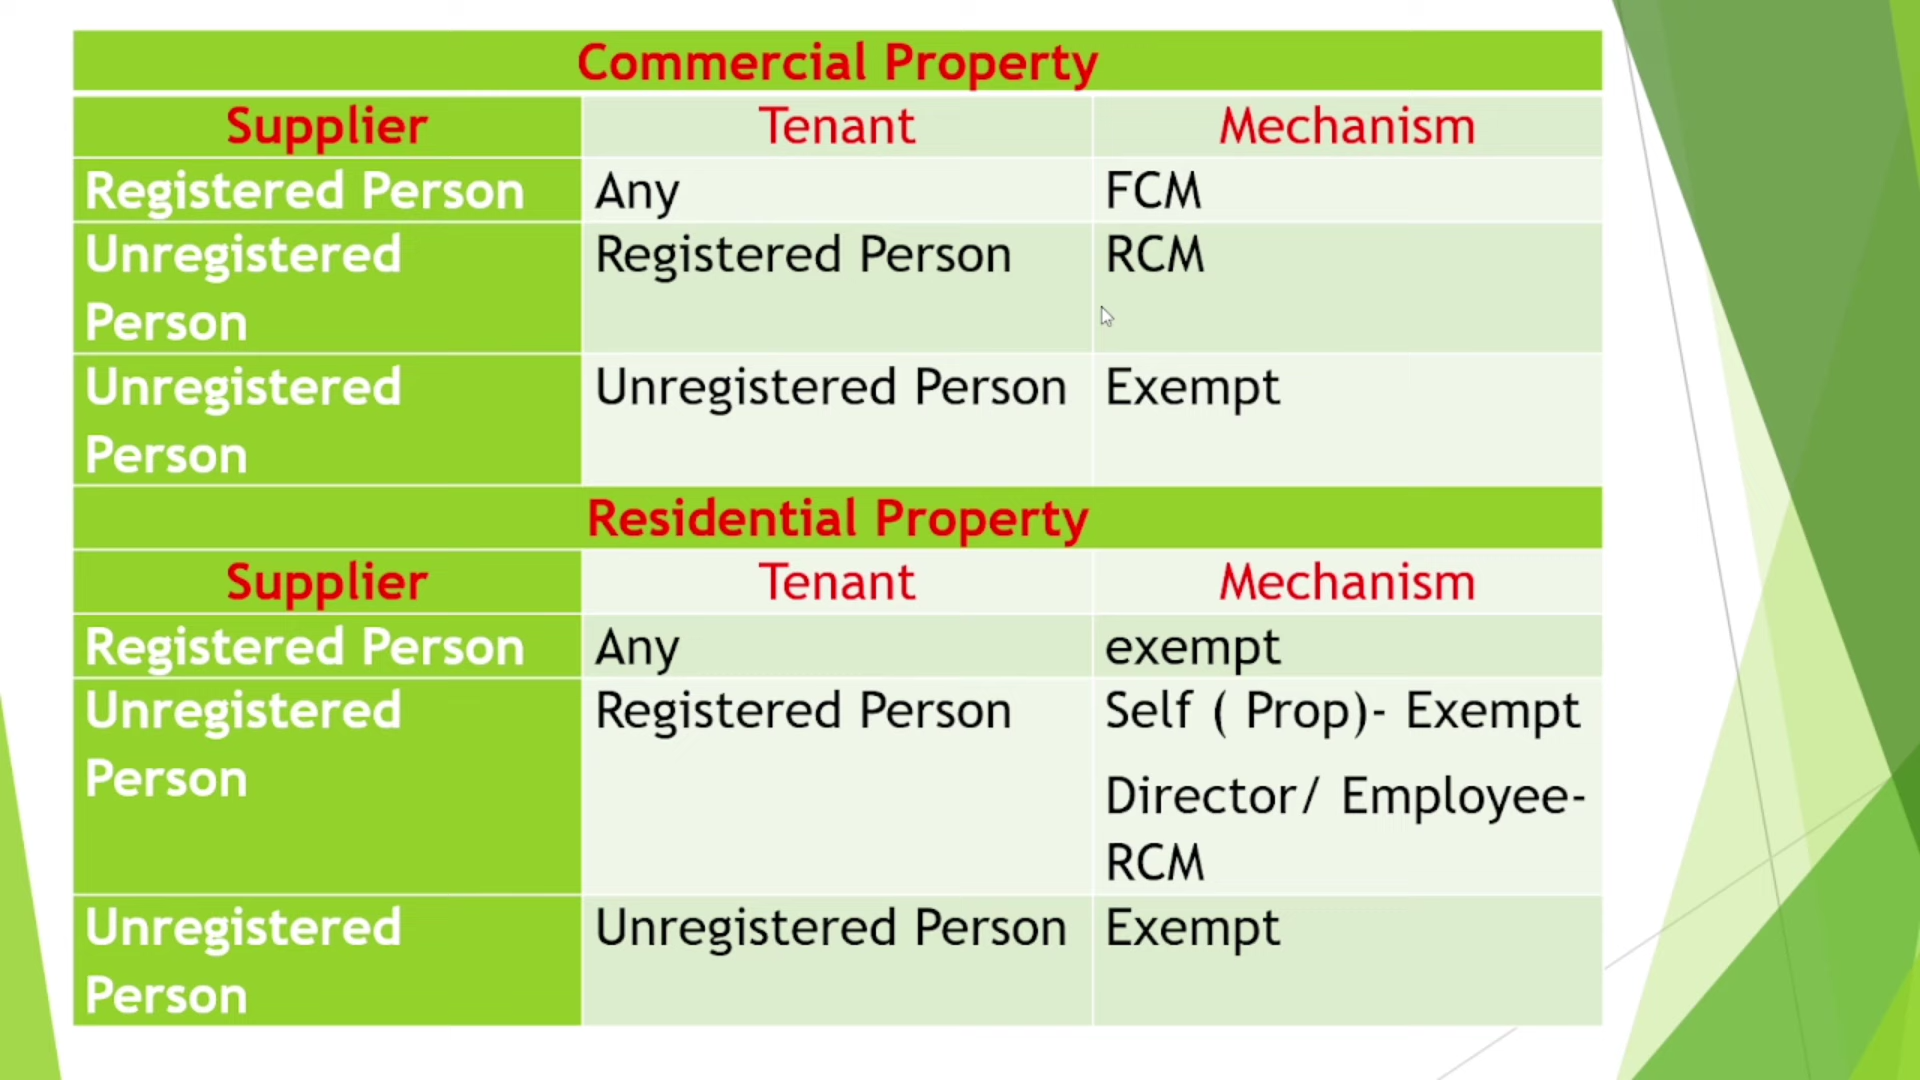 Commercial Property
Supplier Tenant Mechanism
Registered Person Any FCM
Unregistered Registered Person RCM
Person
Unregistered Unregistered Person Exempt
Person
Residential Property
Supplier Tenant Mechanism
Registered Person Any exempt
Unregistered Registered Person Self ( Prop)- Exempt
Person
Director/ Employee-
RCM
Unregistered Unregistered Person Exempt
Person